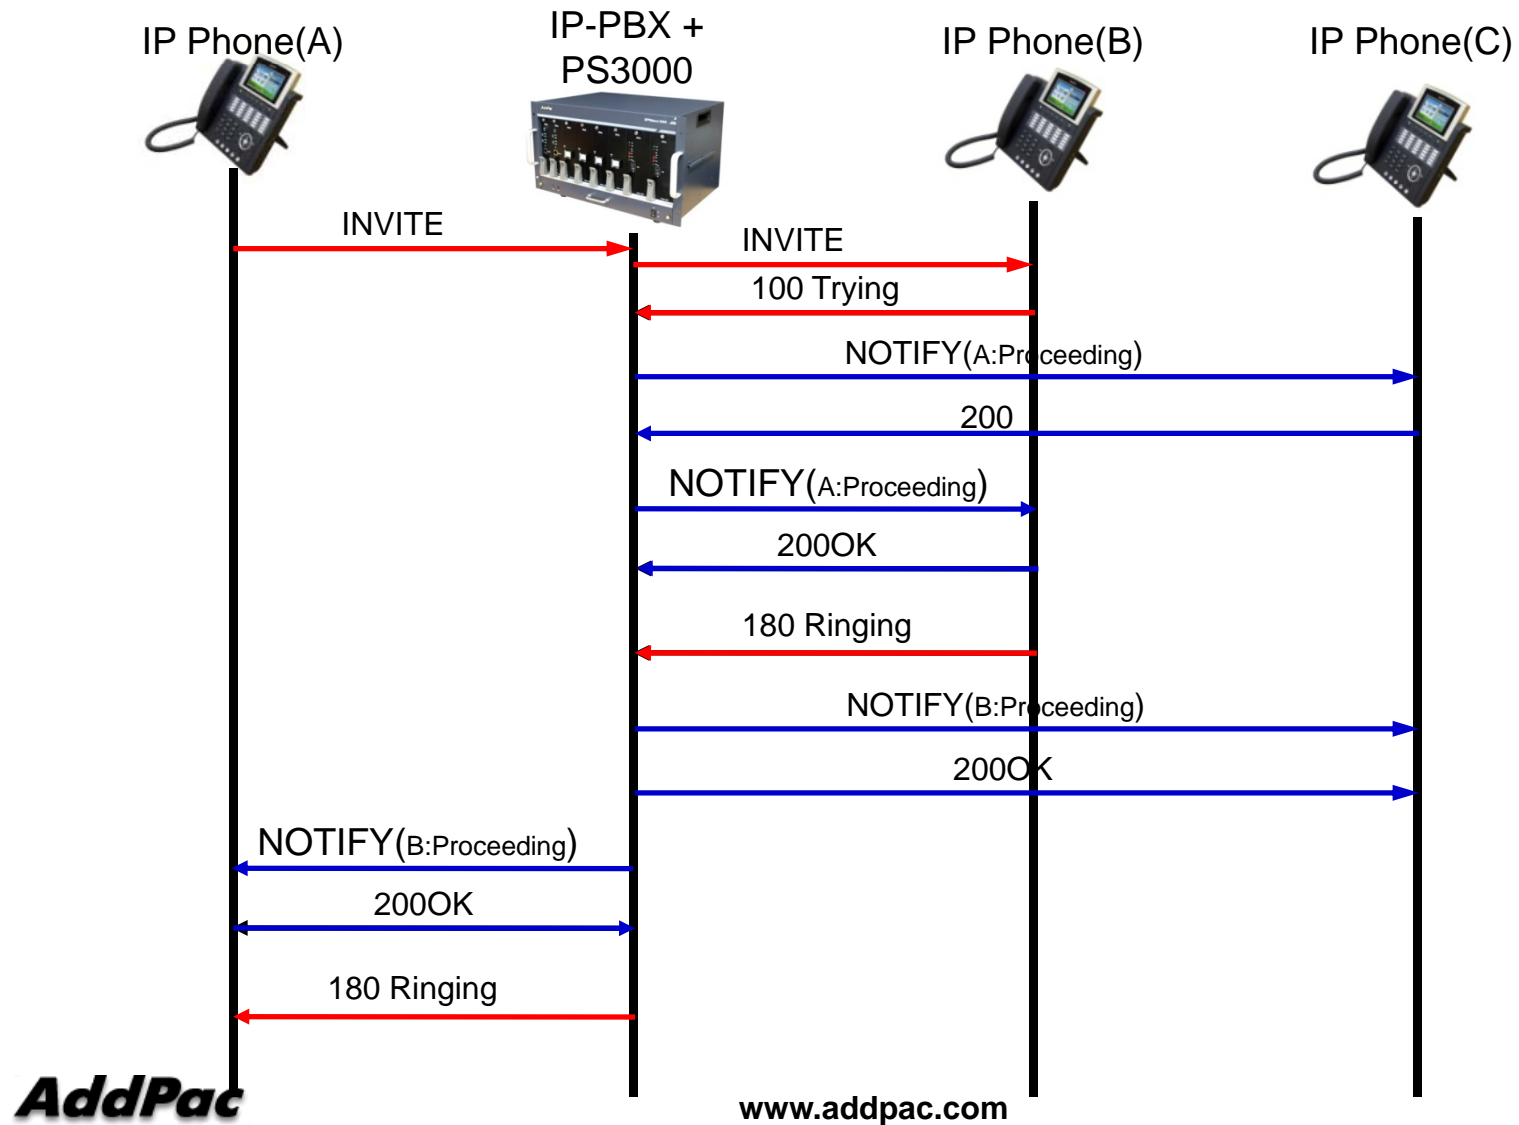 IP Phone(A)
IP-PBX +
PS3000
IP Phone(B)
IP Phone(C)
INVITE
INVITE
100 Trying
NOTIFY(A:Proceeding)
200
NOTIFY(A:Proceeding)
200OK
180 Ringing
NOTIFY(B:Proceeding)
200OK
NOTIFY(B:Proceeding)
200OK
180 Ringing
AddPac
www.addpac.com